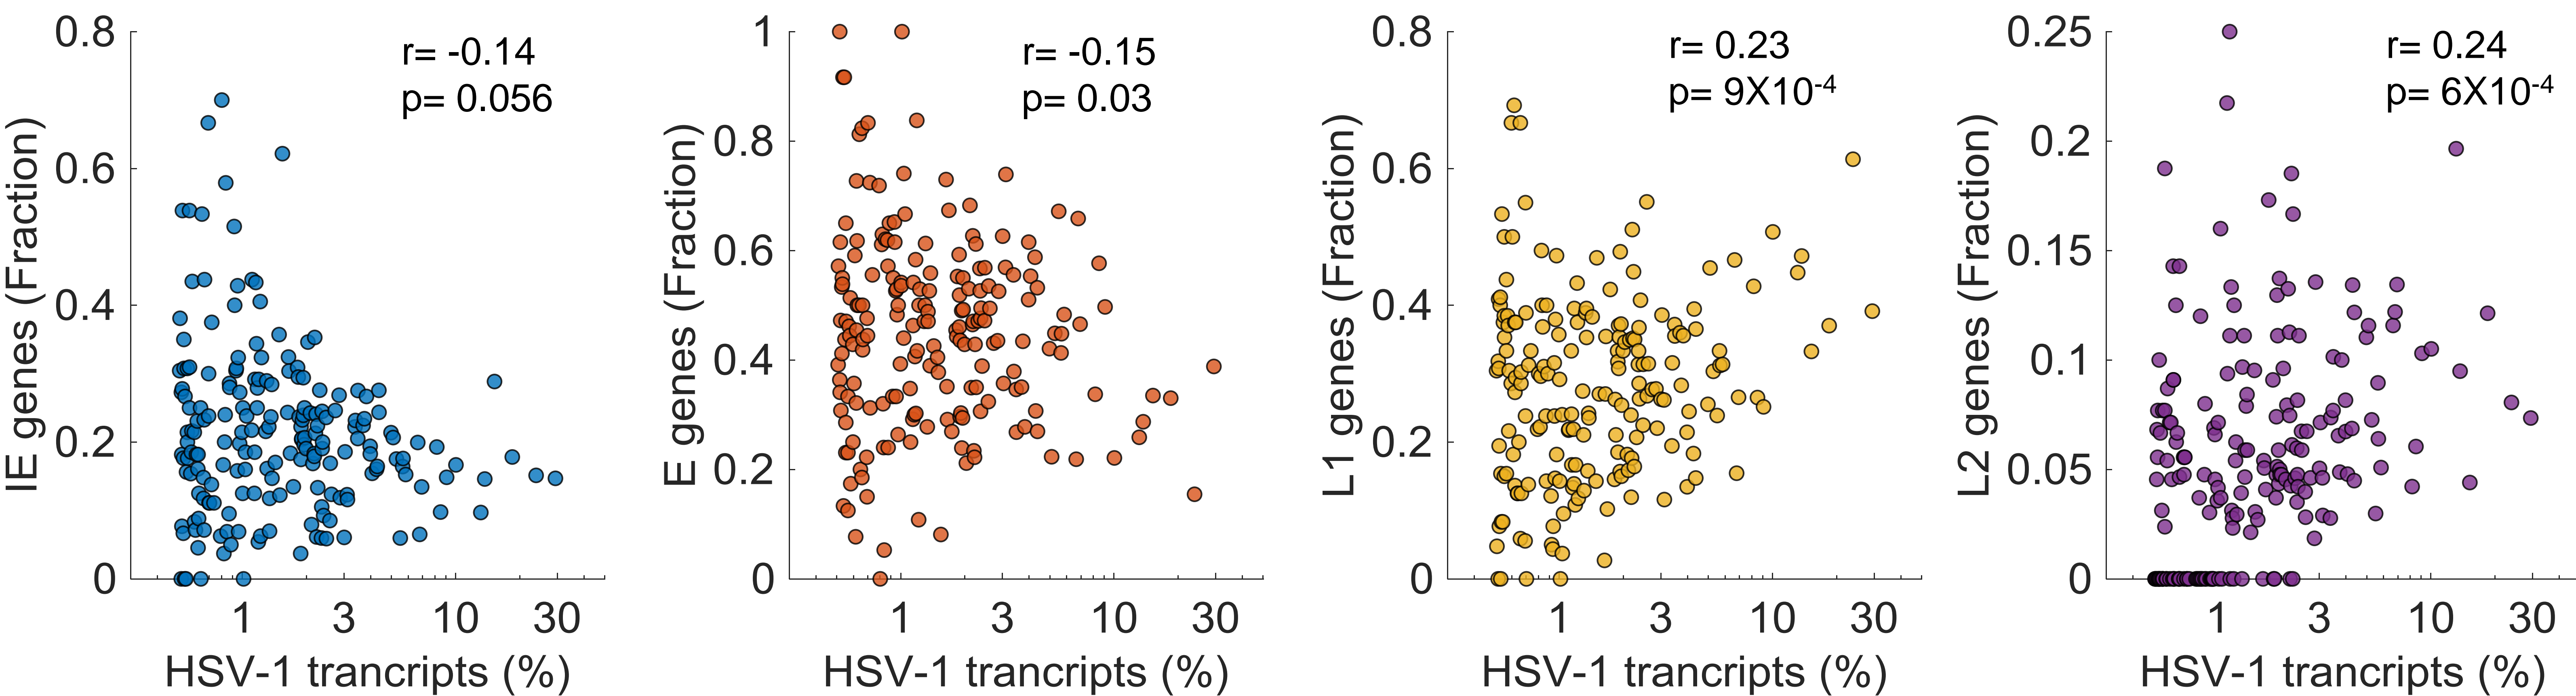 IE genes (Fraction)
0.8
0.6
0.4
0.2
0
r= -0.14
p= 0.056
1
3
10
30
HSV-1 trancripts (%)
E genes (Fraction)
1
0.8
0.6
0.4
0.2
0
r= -0.15
p= 0.03
1
3
10
30
HSV-1 trancripts (%)
L1 genes (Fraction)
0.8
0.6
0.4
0.2
0
r= 0.23
p= 9X10⁻⁴
1
3
10
30
HSV-1 trancripts (%)
L2 genes (Fraction)
0.25
0.2
0.15
0.1
0.05
0
r= 0.24
p= 6X10⁻⁴
1
3
10
30
HSV-1 trancripts (%)